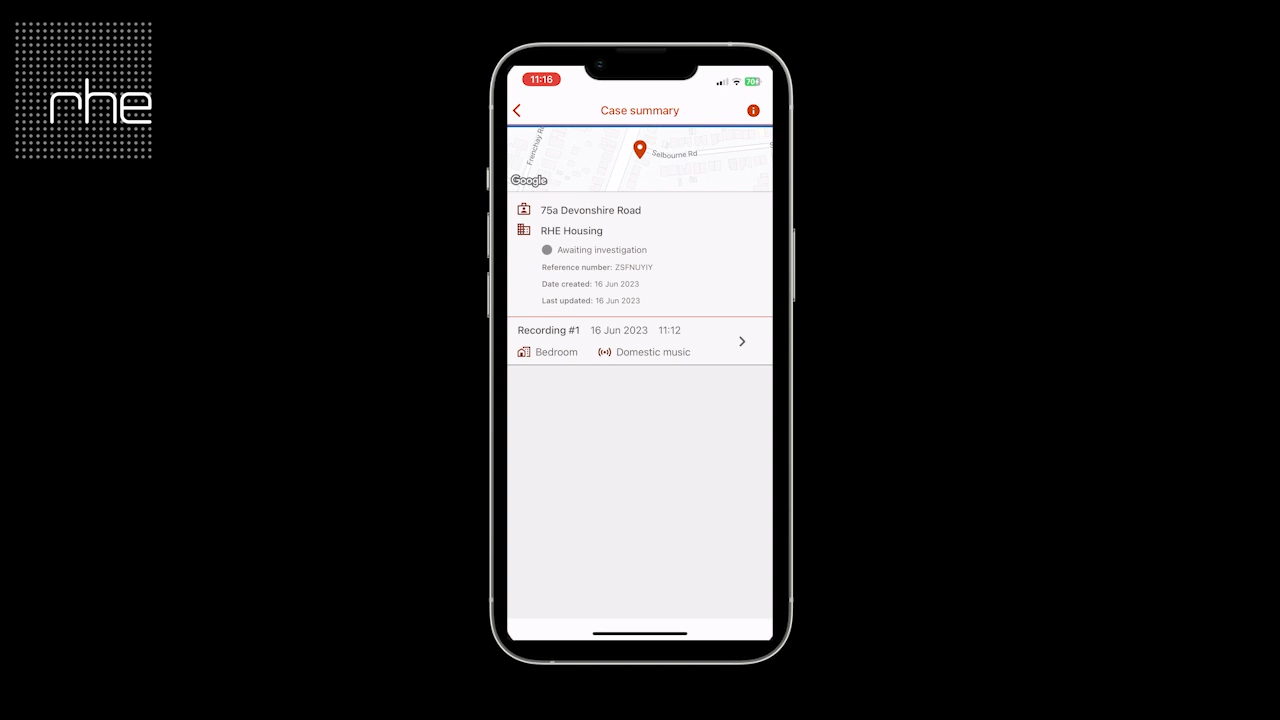 rhe
11:16
70
Case summary
Frenchay R
Selbourne Rd
Google
75a Devonshire Road
RHE Housing
Awaiting investigation
Reference number: ZSFNUYIY
Date created: 16 Jun 2023
Last updated: 16 Jun 2023
Recording #1 16 Jun 2023 11:12
Bedroom Domestic music